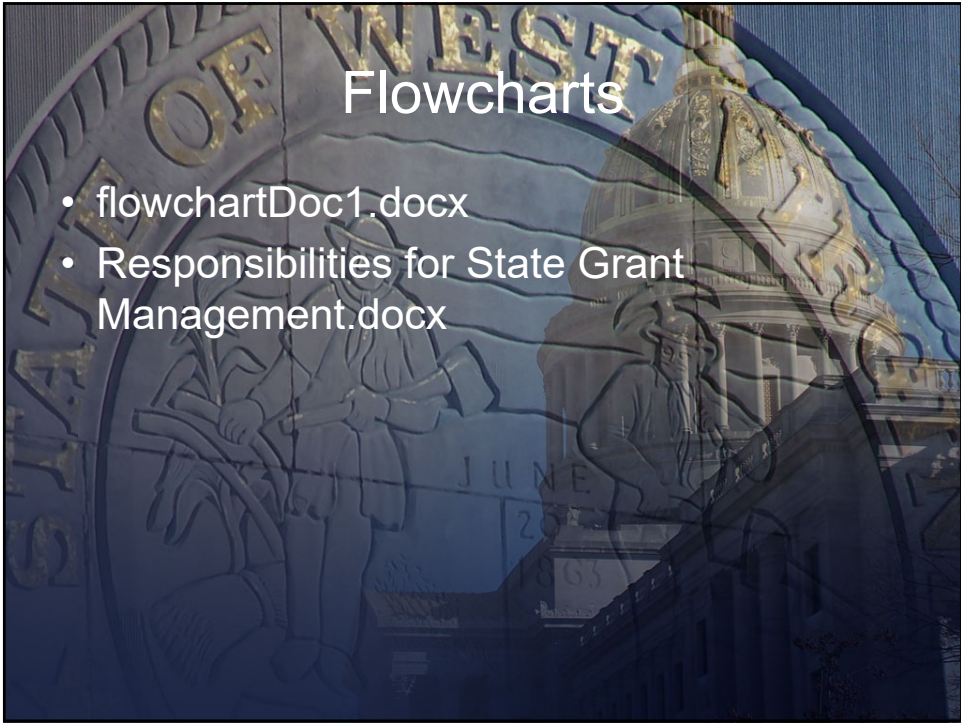 Flowcharts
• flowchartDoc1.docx
• Responsibilities for State Grant
Management.docx
STATE OF WEST
JUNE
20
1863